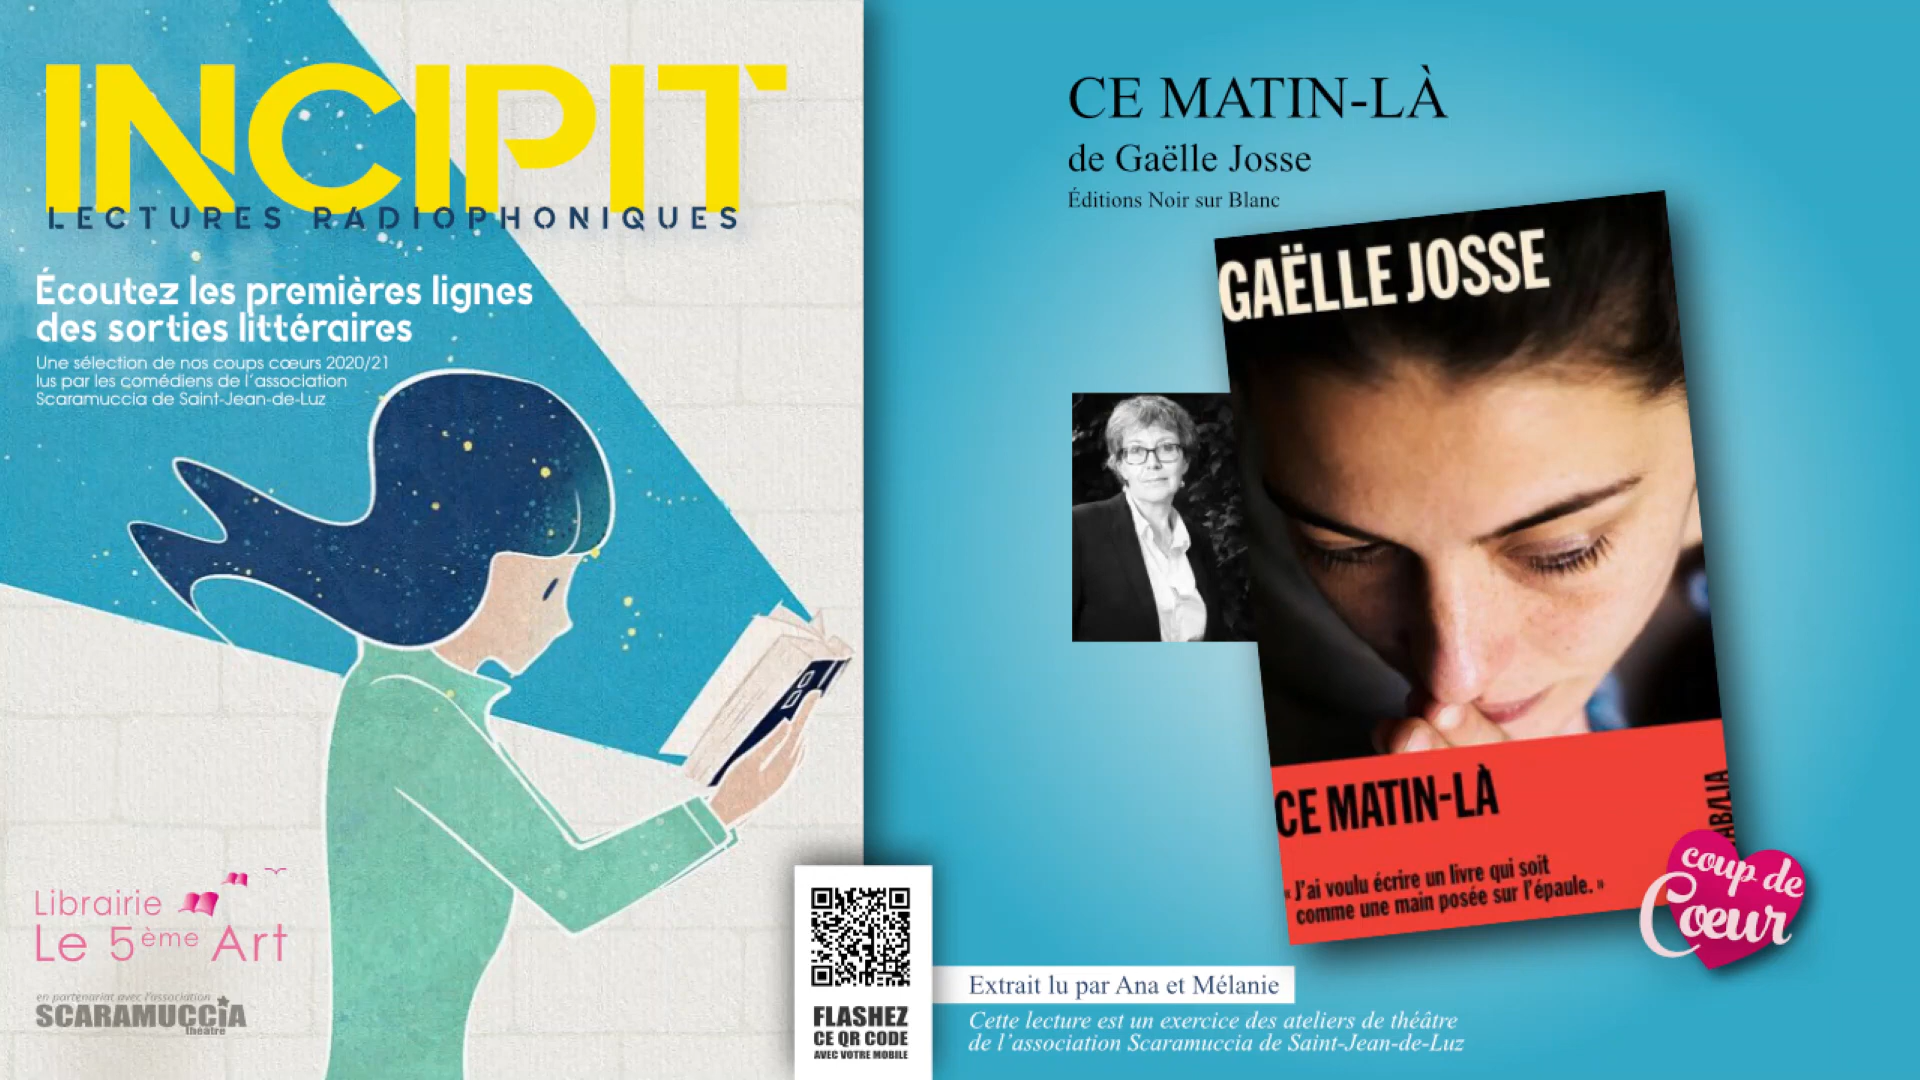 INCIPIT
LECTURES RADIOPHONIQUES
Écoutez les premières lignes
des sorties littéraires
Une sélection de nos coups cœurs 2020/21
lus par les comédiens de l'association
Scaramuccia de Saint-Jean-de-Luz
Librairie
Le 5ème Art
en partenariat avec l'association
SCARAMUCCiA
théâtre
FLASHEZ
CE QR CODE
AVEC VOTRE MOBILE
CE MATIN-LÀ
de Gaëlle Josse
Éditions Noir sur Blanc
GAËLLE JOSSE
CE MATIN-LÀ
« J'ai voulu écrire un livre qui soit
comme une main posée sur l'épaule. »
coup de
Cœur
Extrait lu par Ana et Mélanie
Cette lecture est un exercice des ateliers de théâtre
de l'association Scaramuccia de Saint-Jean-de-Luz